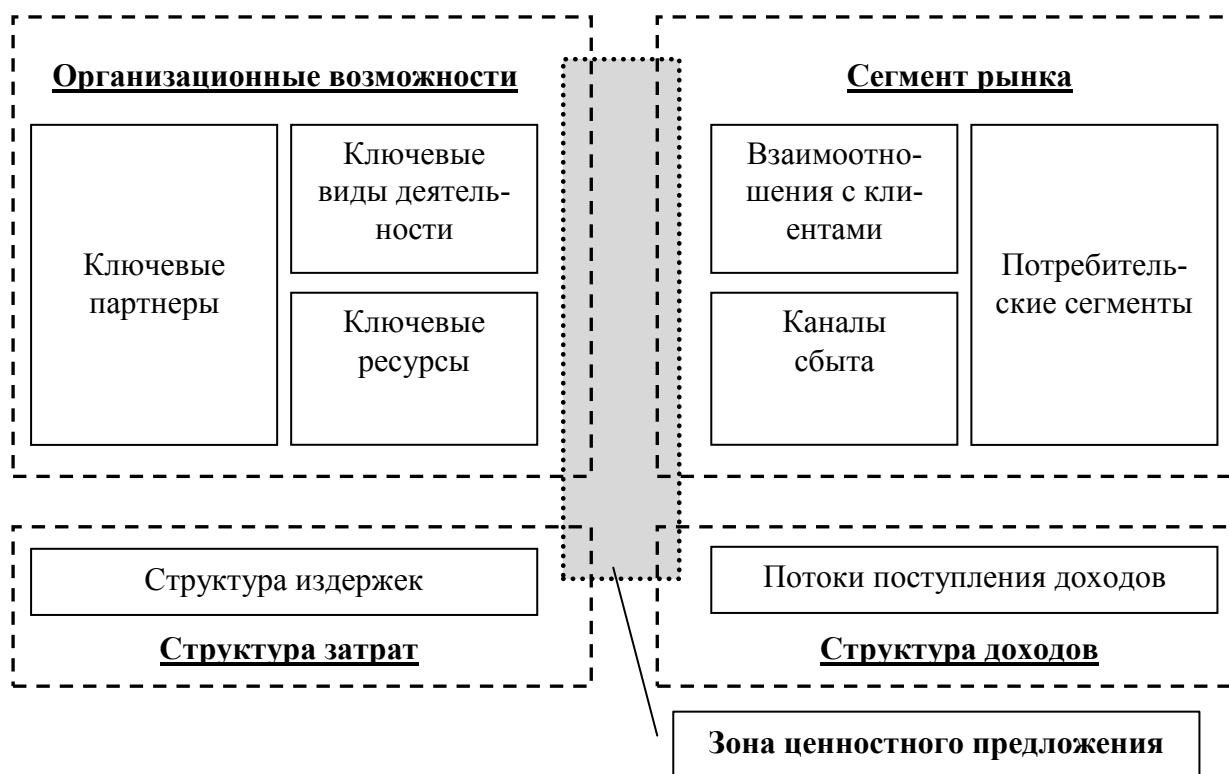 Организационные возможности
Ключевые
партнеры
Ключевые
виды деятель-
ности
Ключевые
ресурсы
Сегмент рынка
Взаимоотно-
шения с кли-
ентами
Каналы
сбыта
Потребитель-
ские сегменты
Структура издержек
Структура затрат
Потоки поступления доходов
Структура доходов
Зона ценностного предложения